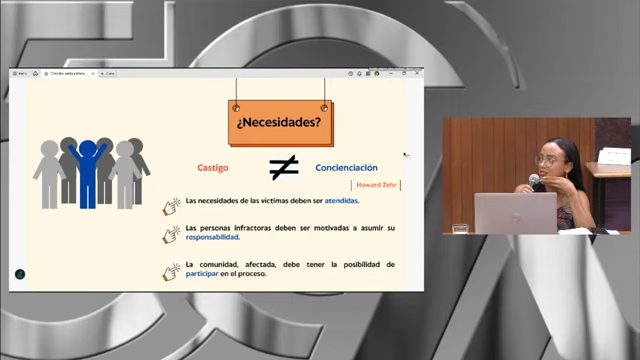 ¿Necesidades?
Castigo
≠
Concienciación
Howard Zehr
Las necesidades de las víctimas deben ser atendidas.
Las personas infractoras deben ser motivadas a asumir su
responsabilidad.
La comunidad, afectada, debe tener la posibilidad de
participar en el proceso.